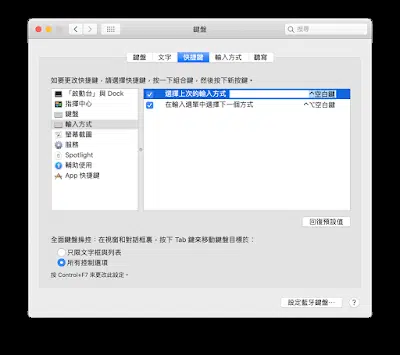 鍵盤
搜尋
鍵盤 文字 快速鍵 輸入方式 聽寫
如要更改快捷鍵，請選擇快捷鍵，按一下組合鍵，然後按下新按鍵。
「啟動台」與 Dock
指揮中心
鍵盤
輸入方式
螢幕截圖
服務
Spotlight
輔助使用
App 快捷鍵
選擇上次的輸入方式 ^空白鍵
在輸入選單中選擇下一個方式 ^⌥空白鍵
回復預設值
全面鍵盤操控：在視窗和對話框裏，按下 Tab 鍵來移動鍵盤目標於：
只限文字框與列表
所有控制選項
按 Control+F7 來更改此設定。
設定藍牙鍵盤⋯ ?